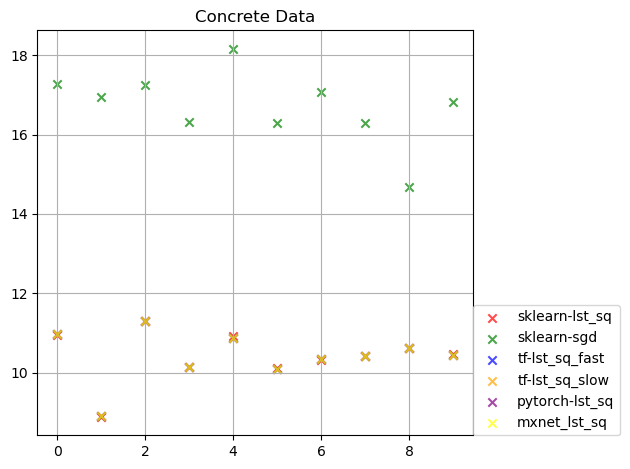 Concrete Data
18
16
14
12
10
0
2
4
6
8
sklearn-lst_sq
sklearn-sgd
tf-lst_sq_fast
tf-lst_sq_slow
pytorch-lst_sq
mxnet_lst_sq